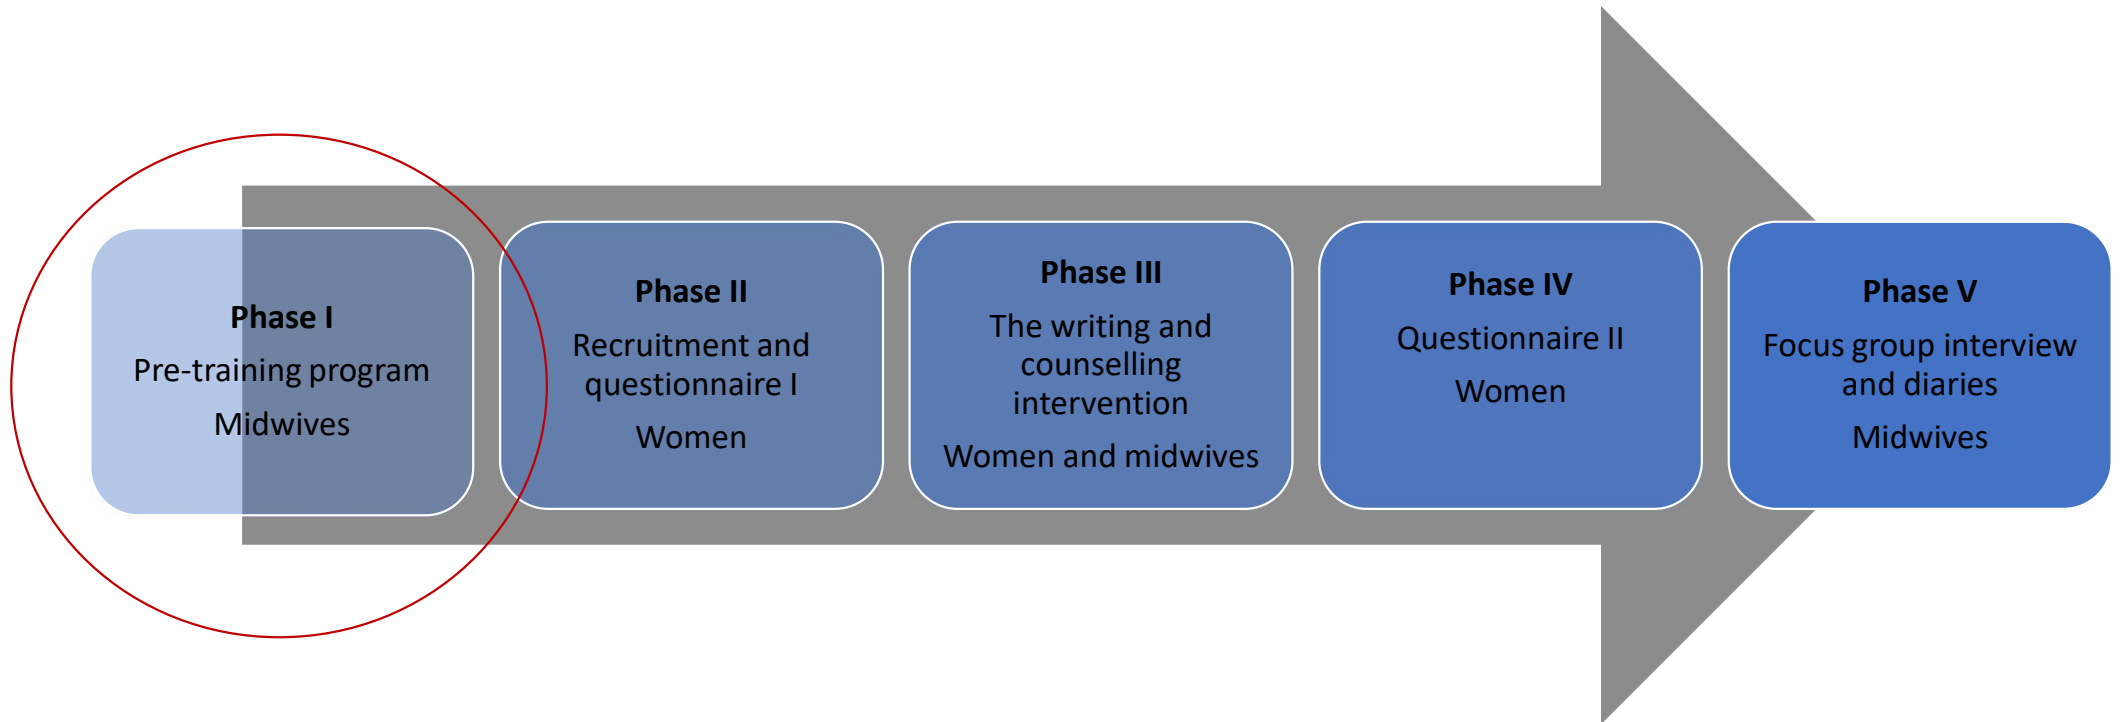 Phase I
Pre-training program
Midwives
Phase II
Recruitment and
questionnaire I
Women
Phase III
The writing and
counselling
intervention
Women and midwives
Phase IV
Questionnaire II
Women
Phase V
Focus group interview
and diaries
Midwives